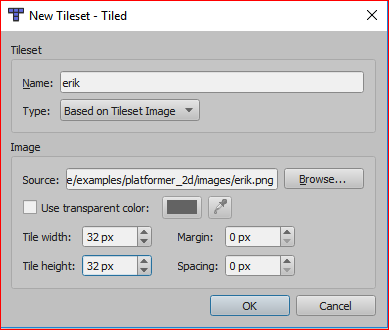 New Tileset - Tiled
Tileset
Name: erik
Type: Based on Tileset Image
Image
Source: e/examples/platformer_2d/images/erik.png Browse...
Use transparent color:
Tile width: 32 px Margin: 0 px
Tile height: 32 px Spacing: 0 px
OK Cancel